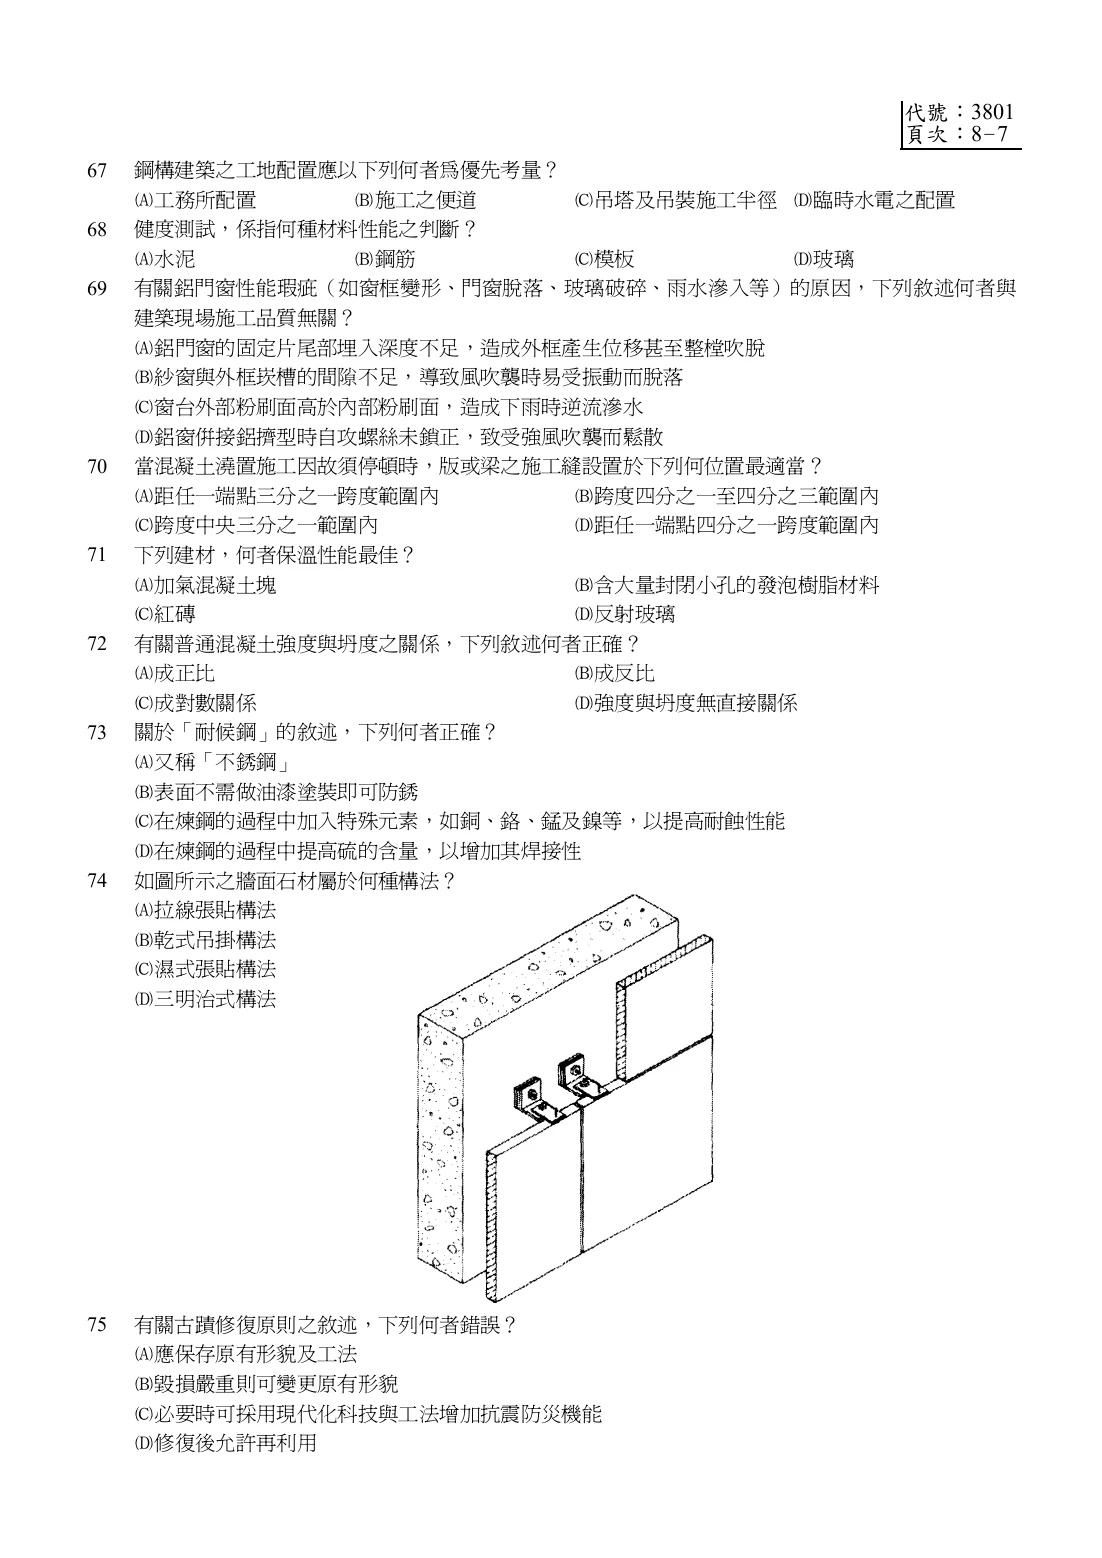 代號：3801
頁次：8－7
67 鋼構建築之工地配置應以下列何者為優先考量？
(A)工務所配置 (B)施工之便道 (C)吊塔及吊裝施工半徑 (D)臨時水電之配置
68 健度測試，係指何種材料性能之判斷？
(A)水泥 (B)鋼筋 (C)模板 (D)玻璃
69 有關鋁門窗性能瑕疵（如窗框變形、門窗脫落、玻璃破碎、雨水滲入等）的原因，下列敘述何者與
建築現場施工品質無關？
(A)鋁門窗的固定片尾部埋入深度不足，造成外框產生位移甚至整樘吹脫
(B)紗窗與外框崁槽的間隙不足，導致風吹襲時易受振動而脫落
(C)窗台外部粉刷面高於內部粉刷面，造成下雨時逆流滲水
(D)鋁窗併接鋁擠型時自攻螺絲未鎖正，致受強風吹襲而鬆散
70 當混凝土澆置施工因故須停頓時，版或梁之施工縫設置於下列何位置最適當？
(A)距任一端點三分之一跨度範圍內 (B)跨度四分之一至四分之三範圍內
(C)跨度中央三分之一範圍內 (D)距任一端點四分之一跨度範圍內
71 下列建材，何者保溫性能最佳？
(A)加氣混凝土塊 (B)含大量封閉小孔的發泡樹脂材料
(C)紅磚 (D)反射玻璃
72 有關普通混凝土強度與坍度之關係，下列敘述何者正確？
(A)成正比 (B)成反比
(C)成對數關係 (D)強度與坍度無直接關係
73 關於「耐候鋼」的敘述，下列何者正確？
(A)又稱「不銹鋼」
(B)表面不需做油漆塗裝即可防銹
(C)在煉鋼的過程中加入特殊元素，如銅、鉻、錳及鎳等，以提高耐蝕性能
(D)在煉鋼的過程中提高硫的含量，以增加其焊接性
74 如圖所示之牆面石材屬於何種構法？
(A)拉線張貼構法
(B)乾式吊掛構法
(C)濕式張貼構法
(D)三明治式構法
75 有關古蹟修復原則之敘述，下列何者錯誤？
(A)應保存原有形貌及工法
(B)毀損嚴重則可變更原有形貌
(C)必要時可採用現代化科技與工法增加抗震防災機能
(D)修復後允許再利用